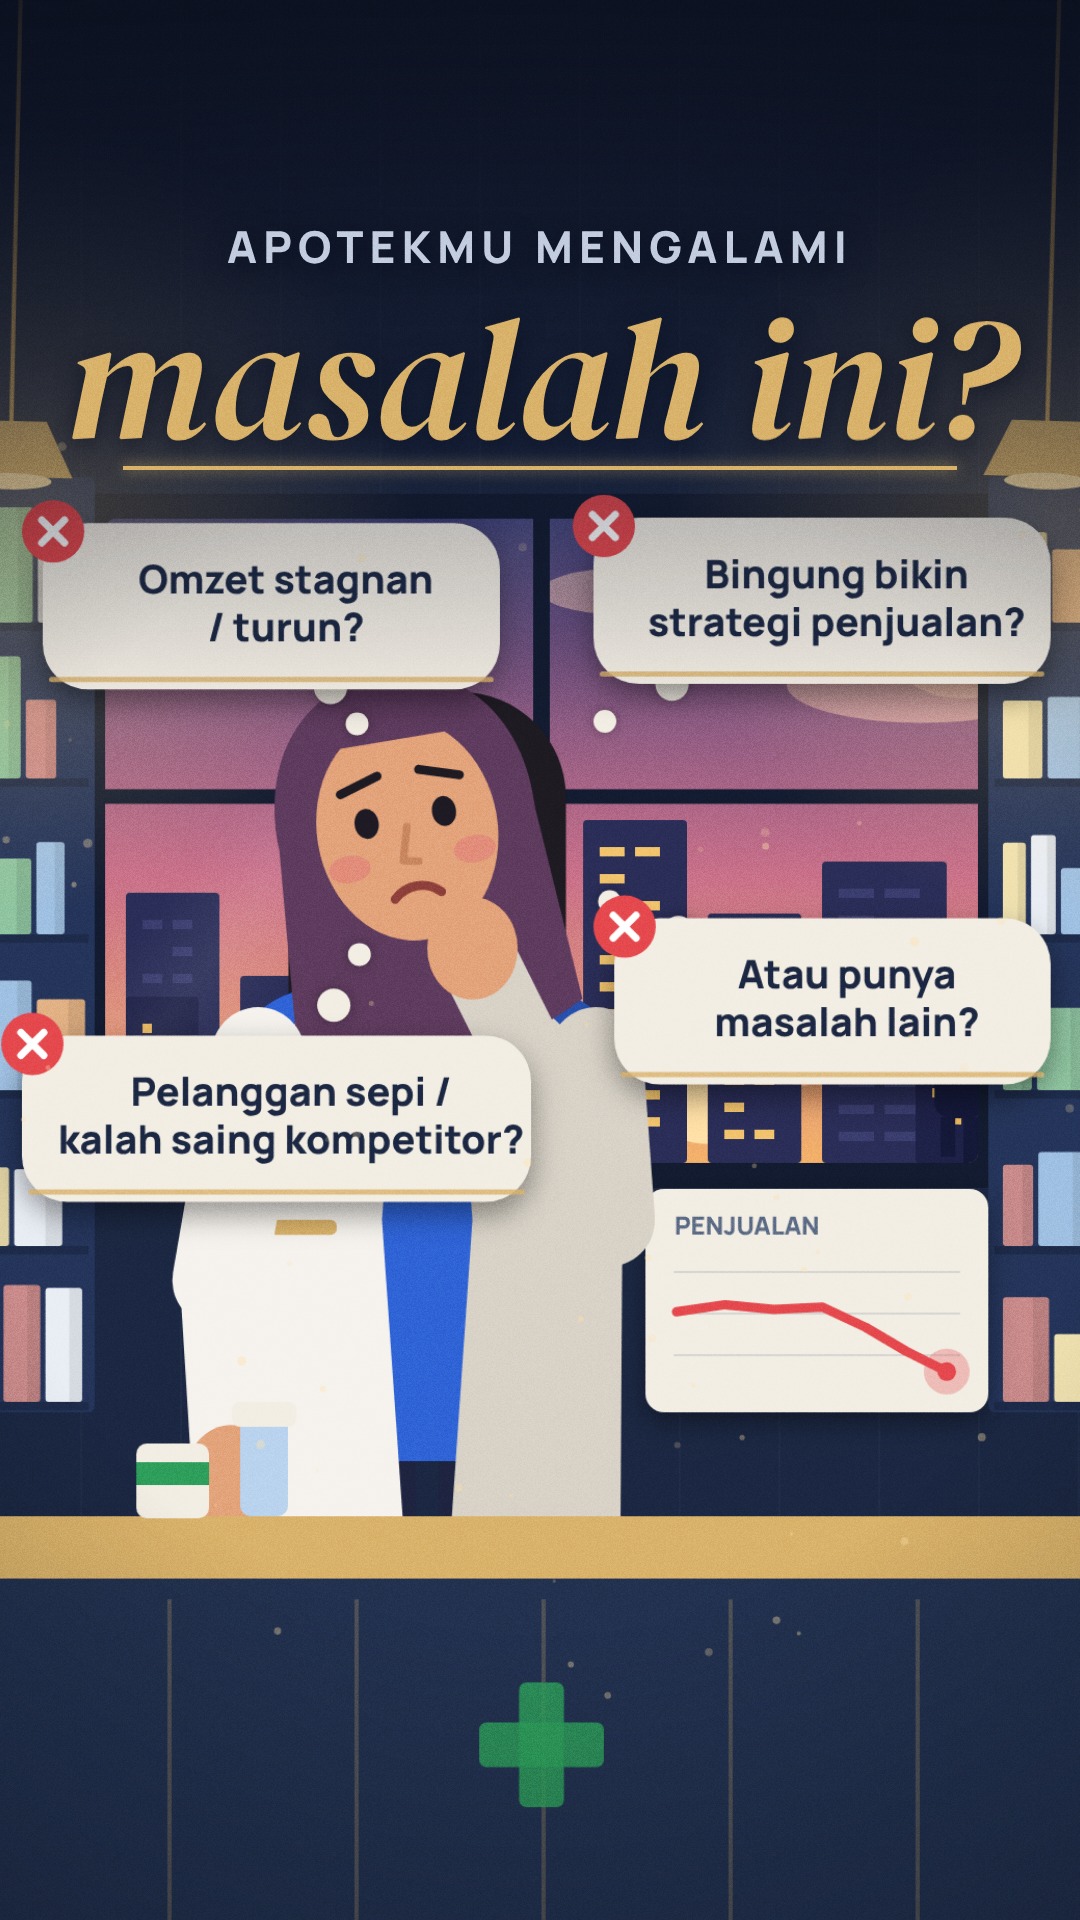 APOTEKMU MENGALAMI
masalah ini?
Omzet stagnan
/ turun?
Bingung bikin
strategi penjualan?
Atau punya
masalah lain?
Pelanggan sepi /
kalah saing kompetitor?
PENJUALAN